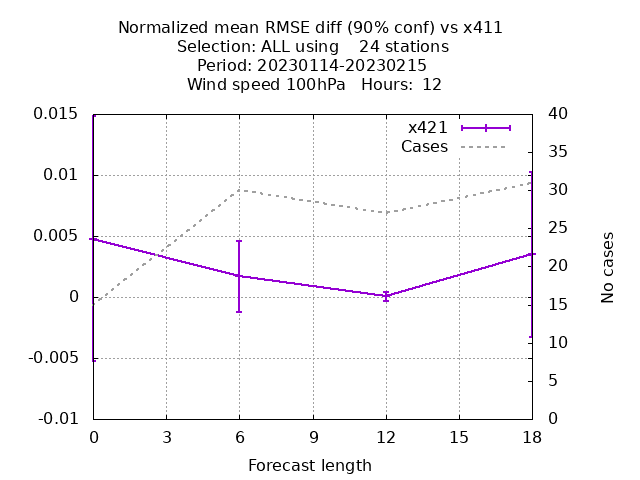 Normalized mean RMSE diff (90% conf) vs x411
Selection: ALL using    24 stations
Period: 20230114-20230215
Wind speed 100hPa   Hours:  12
x421
Cases
0.015
0.01
0.005
0
-0.005
-0.01
40
35
30
25
20
15
10
5
0
No cases
0 3 6 9 12 15 18
Forecast length